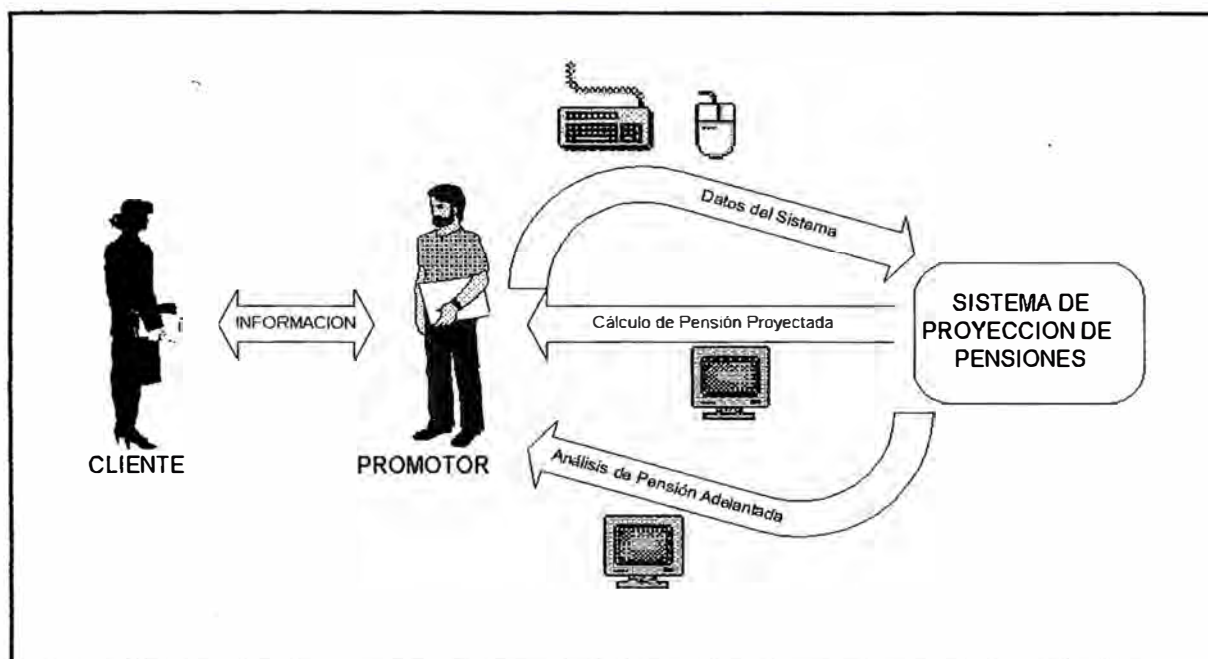 Datos del Sistema
INFORMACION
Cálculo de Pensión Proyectada
SISTEMA DE
PROYECCION DE
PENSIONES
CLIENTE
PROMOTOR
Análisis de Pensión Adelantada